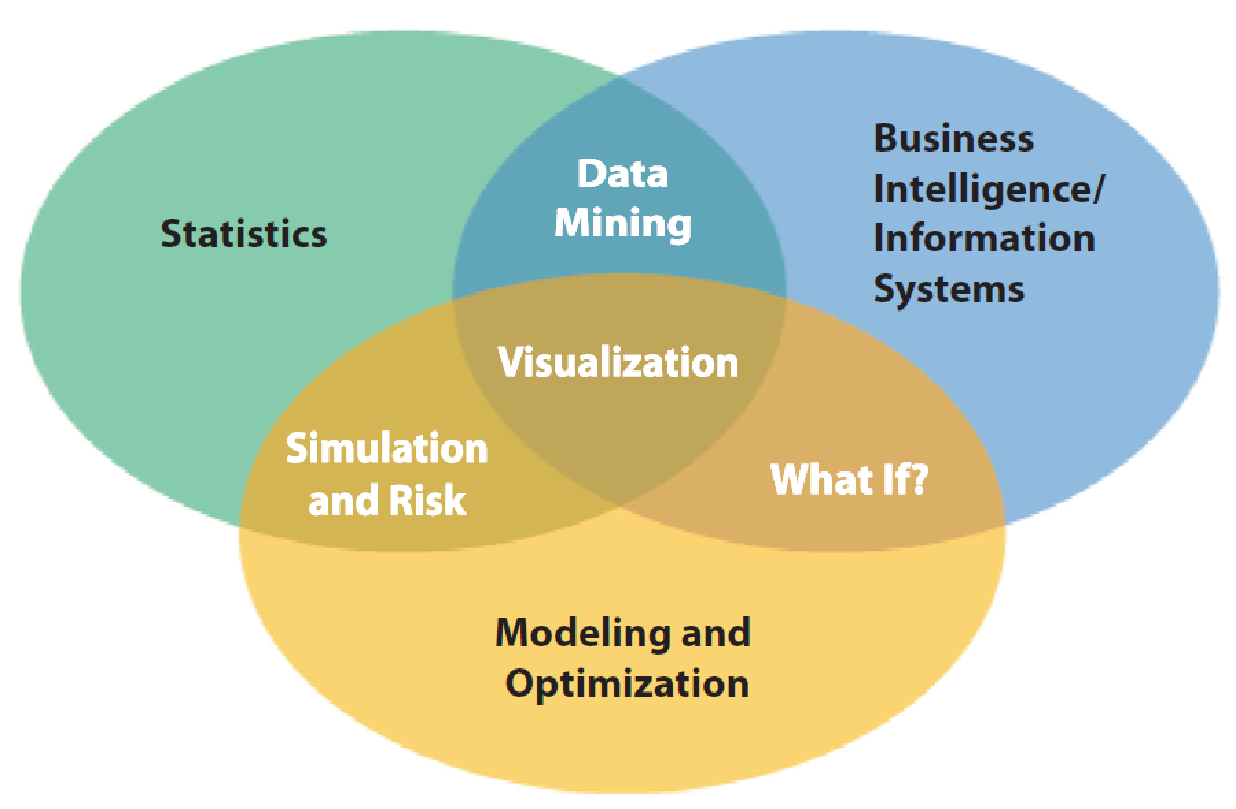 Statistics
Data
Mining
Business
Intelligence/
Information
Systems
Visualization
Simulation
and Risk
What If?
Modeling and
Optimization